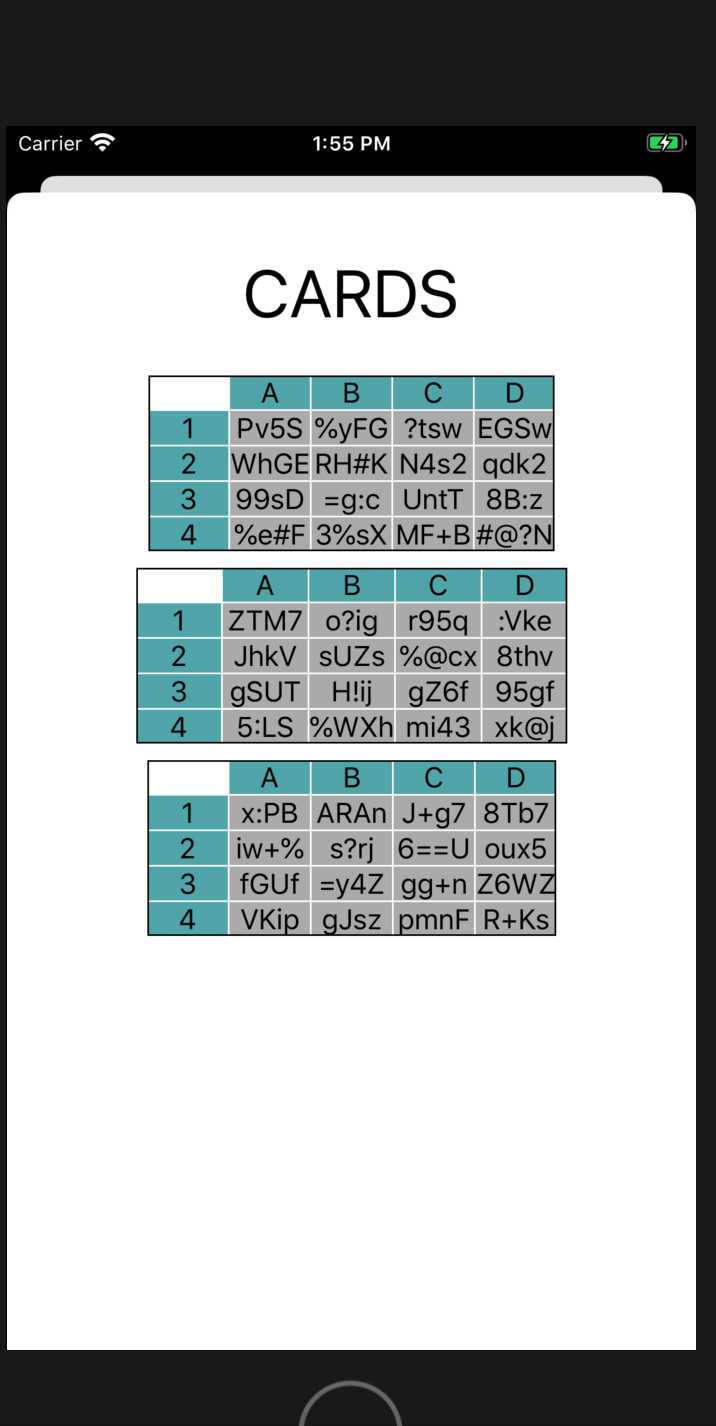 Carrier 1:55 PM
CARDS
A B C D
1 Pv5S %yFG ?tsw EGSw
2 WhGE RH#K N4s2 qdk2
3 99sD =g:c UntT 8B:z
4 %e#F 3%sX MF+B #@?N
A B C D
1 ZTM7 o?ig r95q :Vke
2 JhkV sUZs %@cx 8thv
3 gSUT H!ij gZ6f 95gf
4 5:LS %WXh mi43 xk@j
A B C D
1 x:PB ARAn J+g7 8Tb7
2 iw+% s?rj 6==U oux5
3 fGUf =y4Z gg+n Z6WZ
4 VKip gJsz pmnF R+Ks